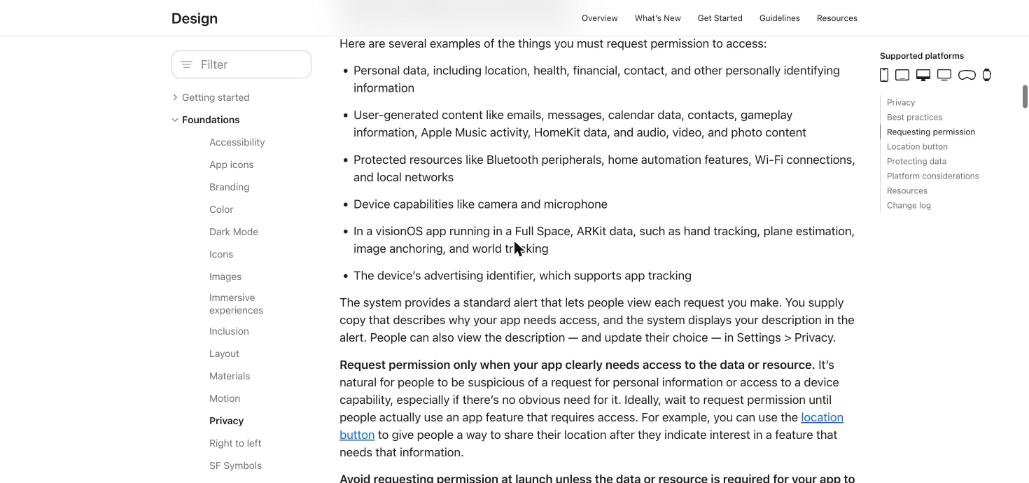 Design
Overview
What's New
Get Started
Guidelines
Resources
Filter
Getting started
Foundations
Accessibility
App icons
Branding
Color
Dark Mode
Icons
Images
Immersive
experiences
Inclusion
Layout
Materials
Motion
Privacy
Right to left
SF Symbols
Here are several examples of the things you must request permission to access:
• Personal data, including location, health, financial, contact, and other personally identifying
information
• User-generated content like emails, messages, calendar data, contacts, gameplay
information, Apple Music activity, HomeKit data, and audio, video, and photo content
• Protected resources like Bluetooth peripherals, home automation features, Wi-Fi connections,
and local networks
• Device capabilities like camera and microphone
• In a visionOS app running in a Full Space, ARKit data, such as hand tracking, plane estimation,
image anchoring, and world tracking
• The device's advertising identifier, which supports app tracking
The system provides a standard alert that lets people view each request you make. You supply
copy that describes why your app needs access, and the system displays your description in the
alert. People can also view the description — and update their choice — in Settings > Privacy.
Request permission only when your app clearly needs access to the data or resource. It's
natural for people to be suspicious of a request for personal information or access to a device
capability, especially if there's no obvious need for it. Ideally, wait to request permission until
people actually use an app feature that requires access. For example, you can use the location
button to give people a way to share their location after they indicate interest in a feature that
needs that information.
Avoid requesting permission at launch unless the data or resource is required for your app to
Supported platforms
Privacy
Best practices
Requesting permission
Location button
Protecting data
Platform considerations
Resources
Change log